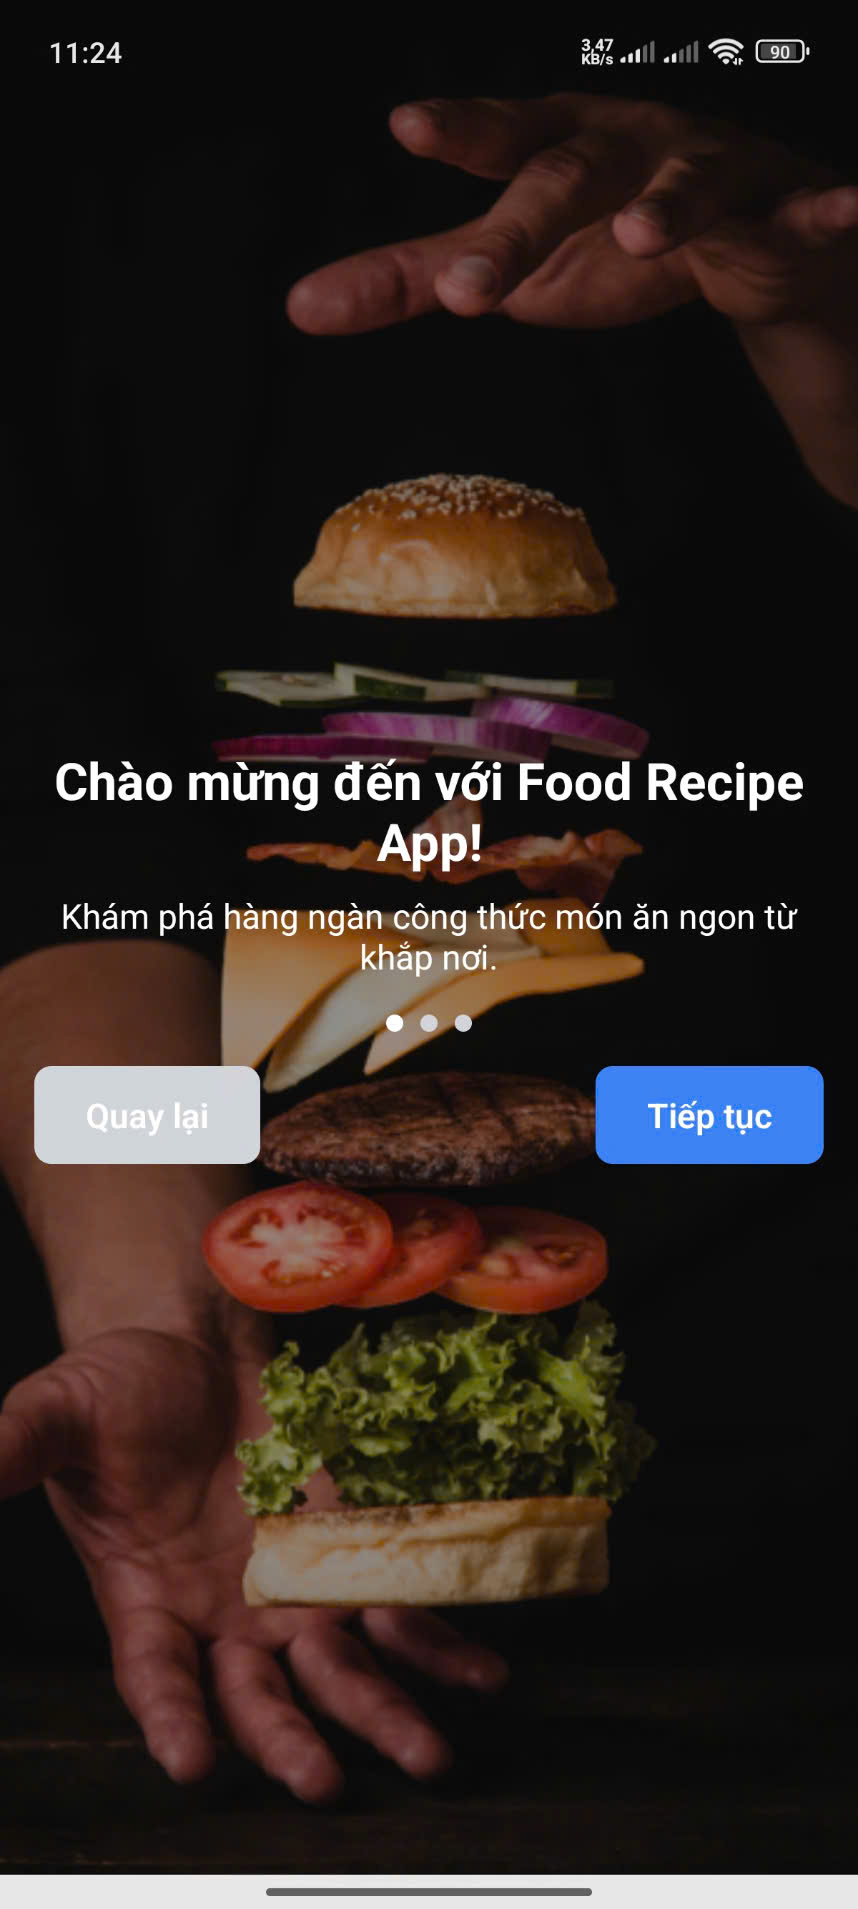 11:24
3,47
KB/s
90
Chào mừng đến với Food Recipe
App!
Khám phá hàng ngàn công thức món ăn ngon từ
khắp nơi.
Quay lại
Tiếp tục